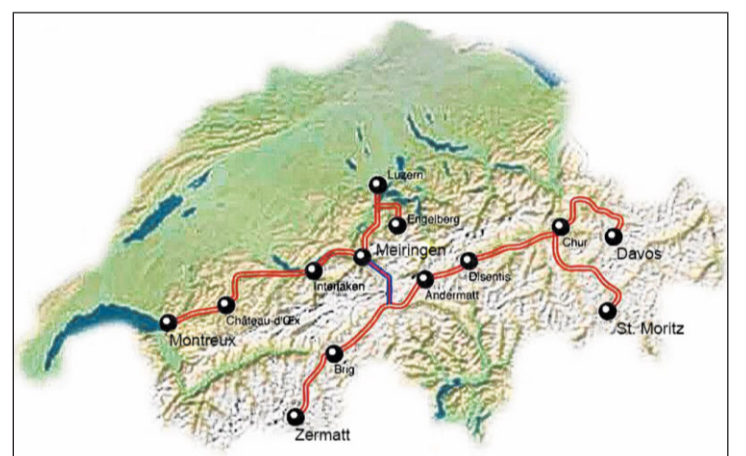 Luzern
Engelberg
Meiringen
Chur
Davos
Interlaken
Disentis
Andermatt
Château-d'Œx
St. Moritz
Montreux
Brig
Zermatt